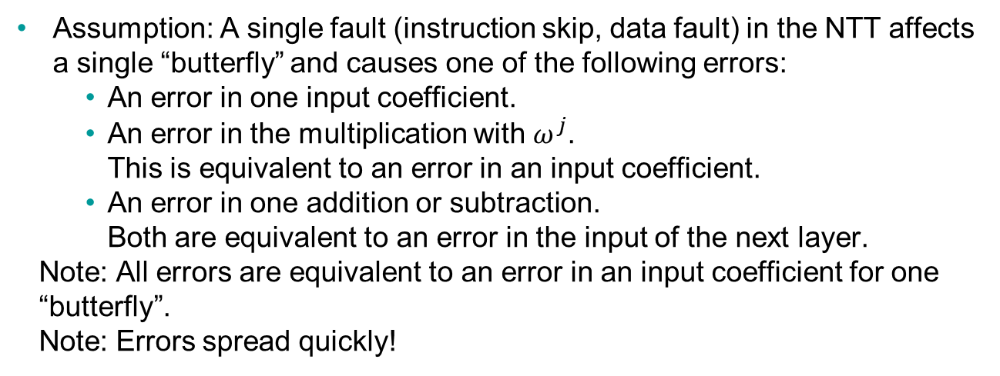 • Assumption: A single fault (instruction skip, data fault) in the NTT affects
a single “butterfly” and causes one of the following errors:
• An error in one input coefficient.
• An error in the multiplication with ω^j.
This is equivalent to an error in an input coefficient.
• An error in one addition or subtraction.
Both are equivalent to an error in the input of the next layer.
Note: All errors are equivalent to an error in an input coefficient for one
“butterfly”.
Note: Errors spread quickly!